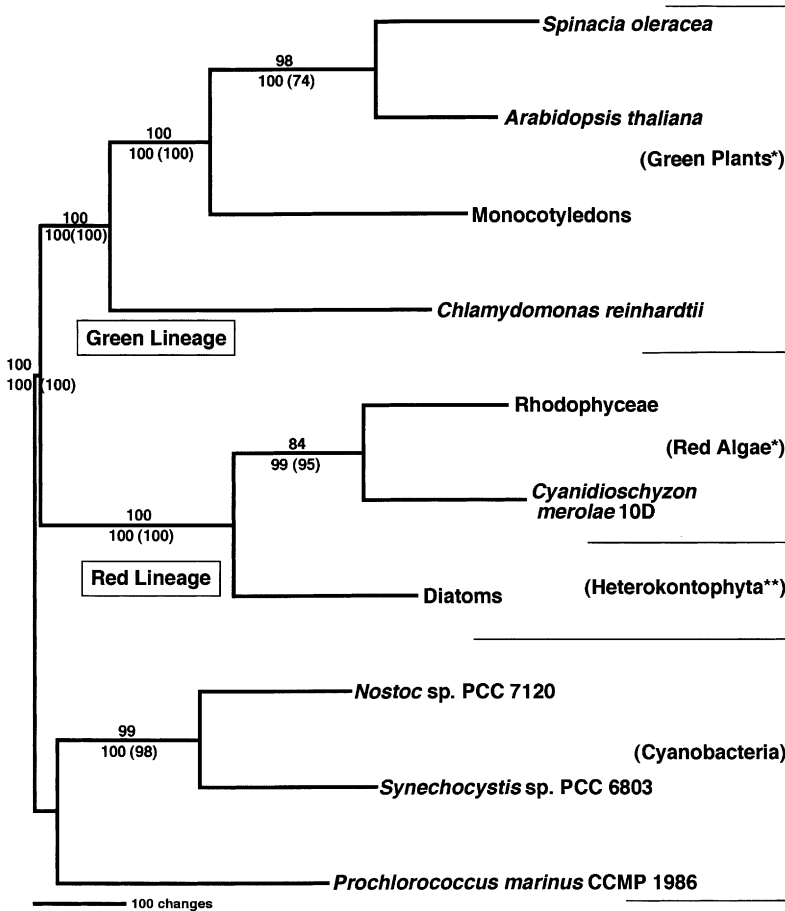 Spinacia oleracea
98
100 (74)
Arabidopsis thaliana
100
100 (100)
(Green Plants*)
Monocotyledons
100
100(100)
Chlamydomonas reinhardtii
Green Lineage
100
100 (100)
Rhodophyceae
84
99 (95)
(Red Algae*)
Cyanidioschyzon
merolae 10D
100
100 (100)
Red Lineage
(Heterokontophyta**)
Diatoms
Nostoc sp. PCC 7120
99
100 (98)
(Cyanobacteria)
Synechocystis sp. PCC 6803
Prochlorococcus marinus CCMP 1986
100 changes